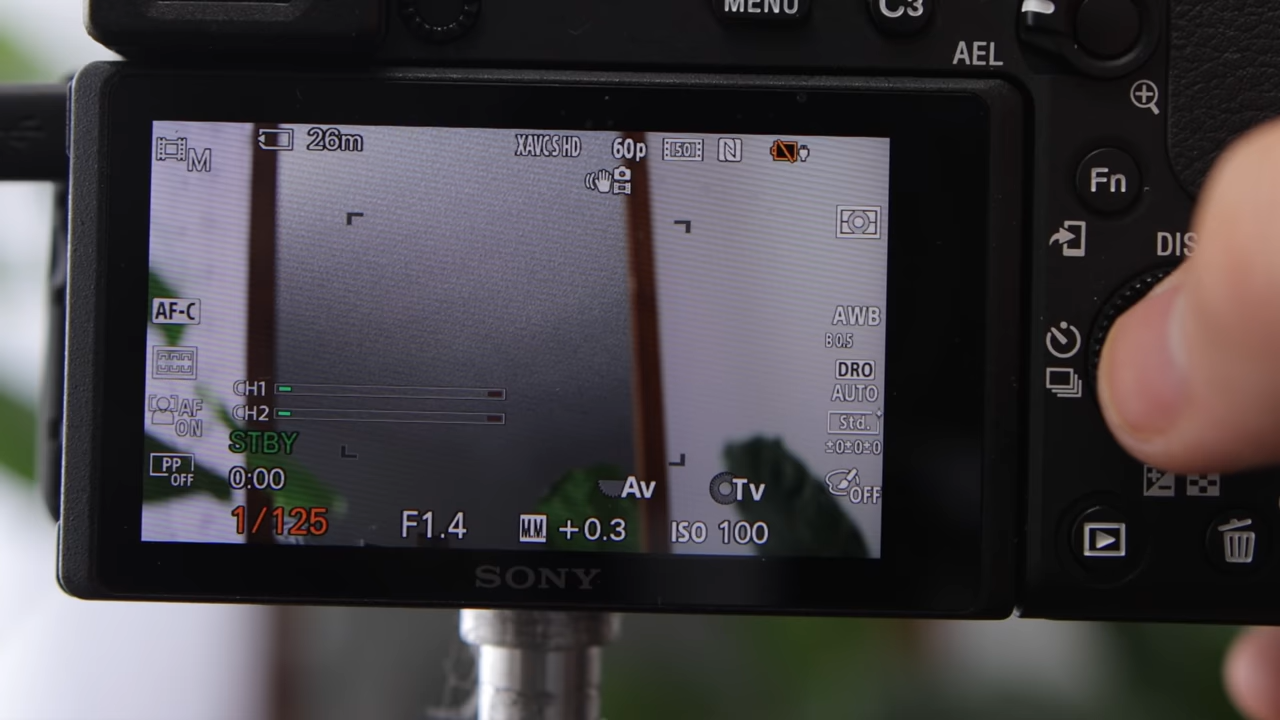 MENU
C3
AEL
M
26m
XAVC S HD
60p
ISO
N
Fn
DIS
AF-C
AWB
B0.5
DRO
AUTO
Std.
±0±0±0
AF
ON
CH1
CH2
STBY
PP
OFF
0:00
Av
Tv
OFF
1/125
F1.4
M.M.
+0.3
ISO 100
SONY